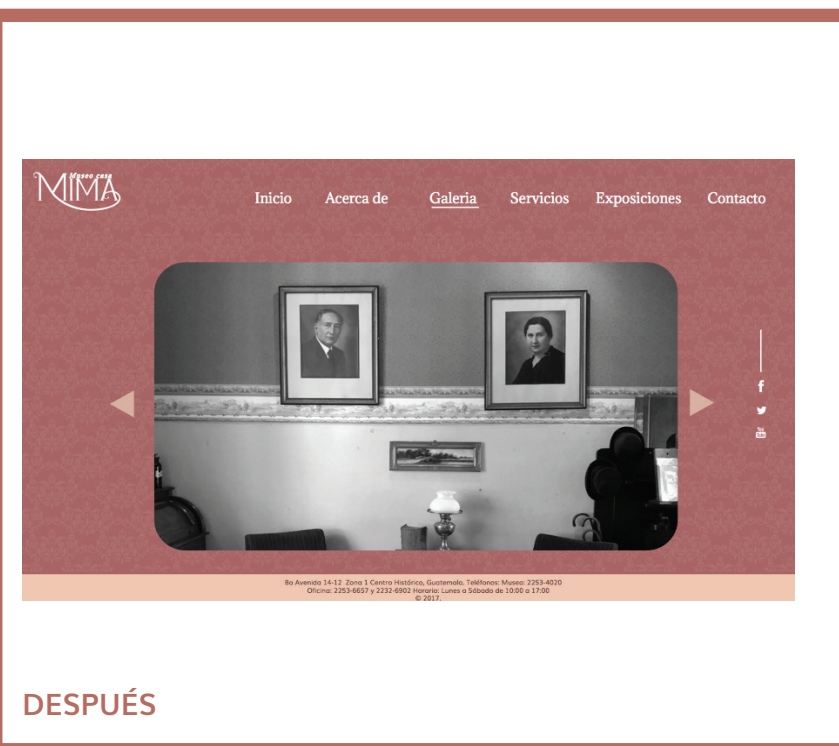 Museo casa
MIMA
Inicio Acerca de Galeria Servicios Exposiciones Contacto
8a Avenida 14-12 Zona 1 Centro Histórico, Guatemala. Teléfonos: Museo: 2253-4020
Oficina: 2253-6657 y 2232-6902 Horario: Lunes a Sábado de 10:00 a 17:00
© 2017.
DESPUÉS